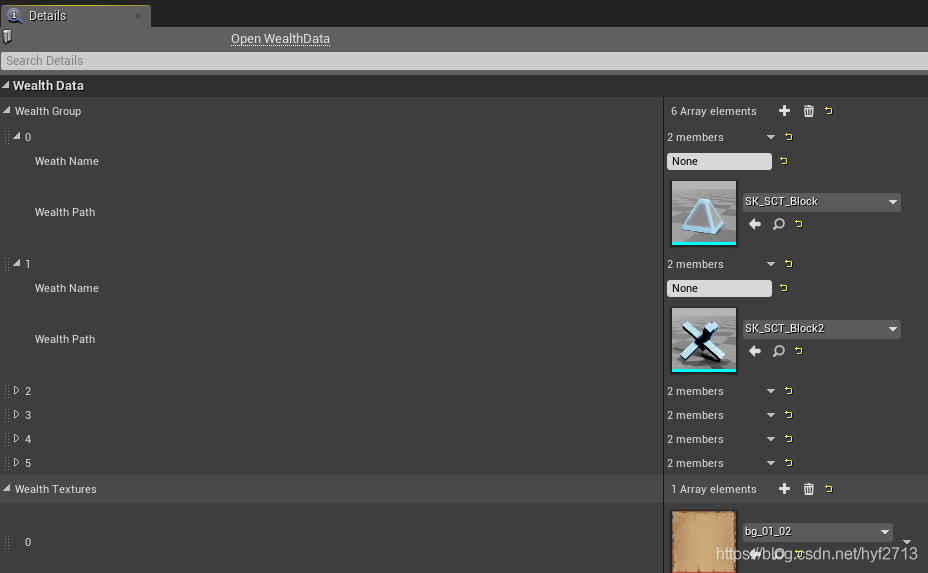 Details
Open WealthData
Search Details
Wealth Data
Wealth Group 6 Array elements
0 2 members
Weath Name None
Wealth Path SK_SCT_Block
1 2 members
Weath Name None
Wealth Path SK_SCT_Block2
2 2 members
3 2 members
4 2 members
5 2 members
Wealth Textures 1 Array elements
0 bg_01_02
https://blog.csdn.net/hyf2713